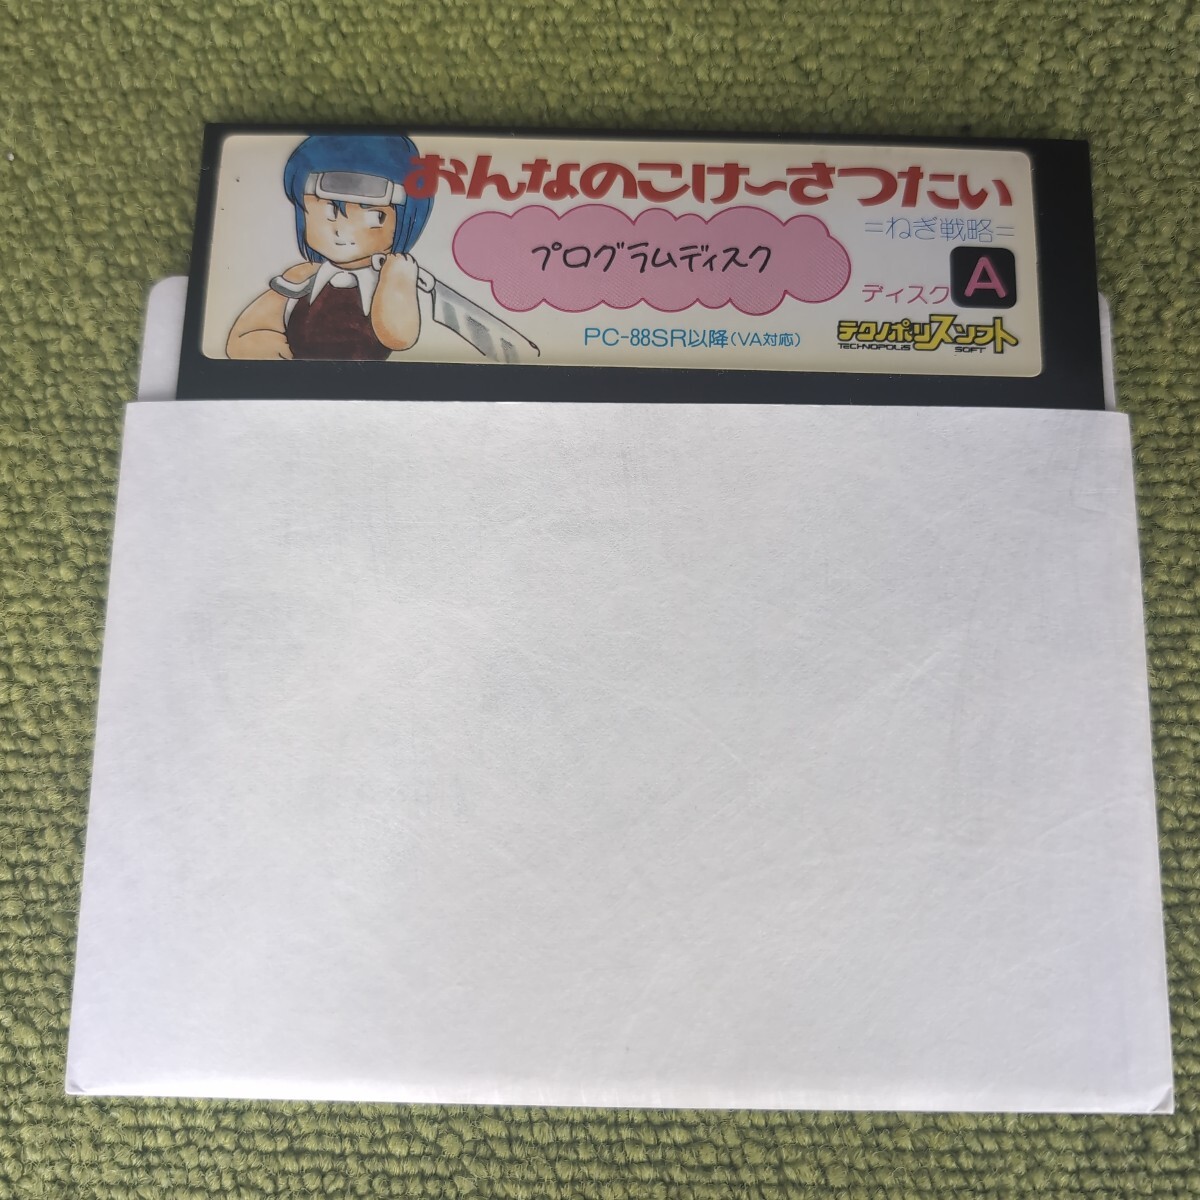 おんなのこけ〜さつたい
=ねぎ戦略=
プログラムディスク
ディスク A
PC-88SR以降(VA対応)
テクノポリスソフト
TECHNOPOLIS SOFT